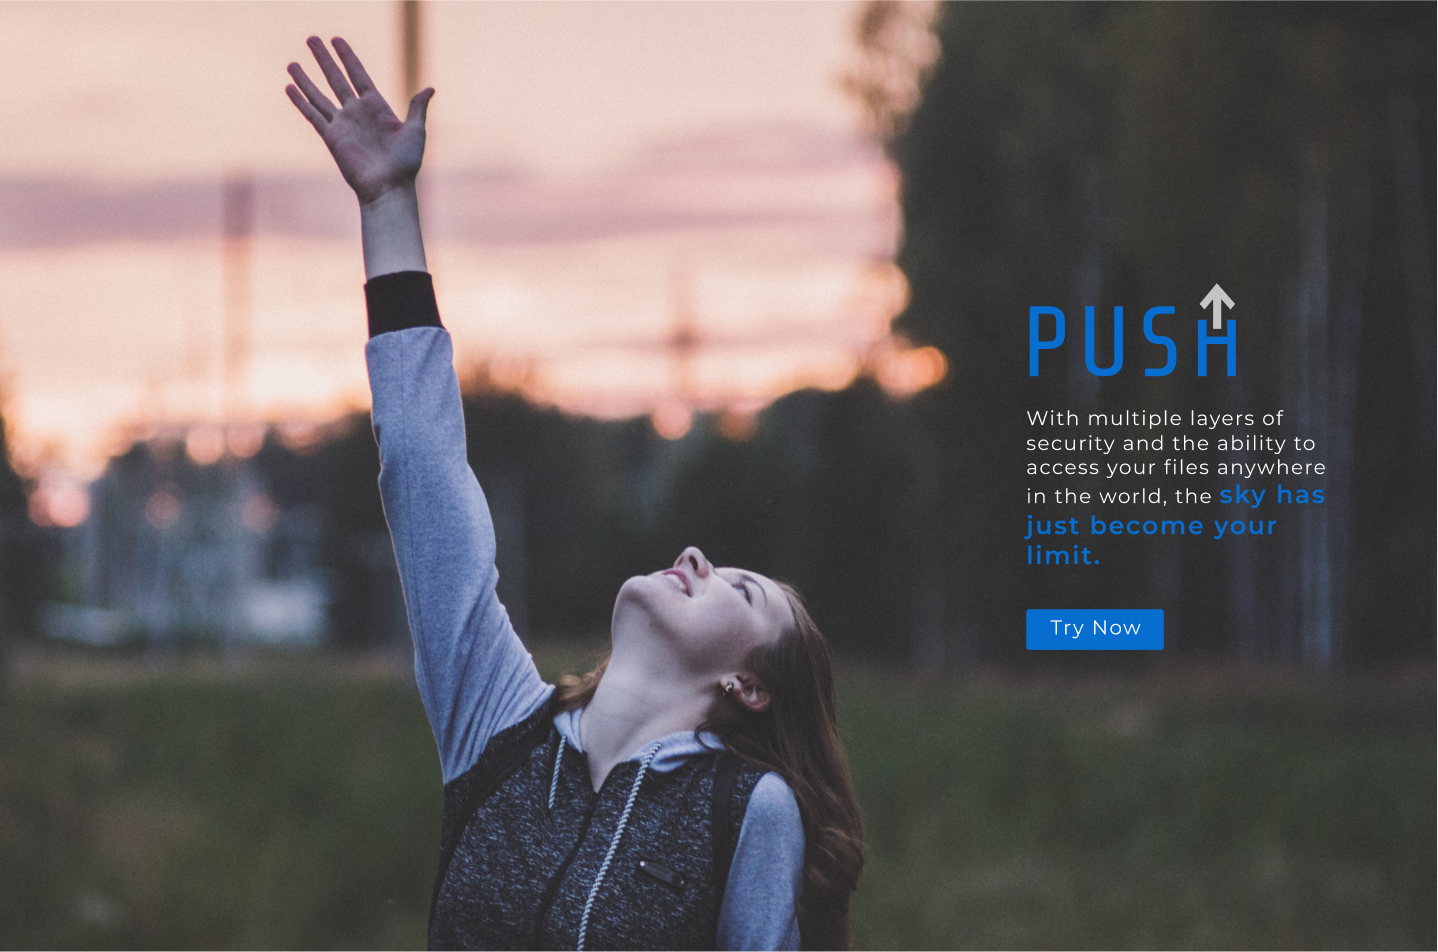 PUSH
With multiple layers of
security and the ability to
access your files anywhere
in the world, the sky has
just become your
limit.
Try Now